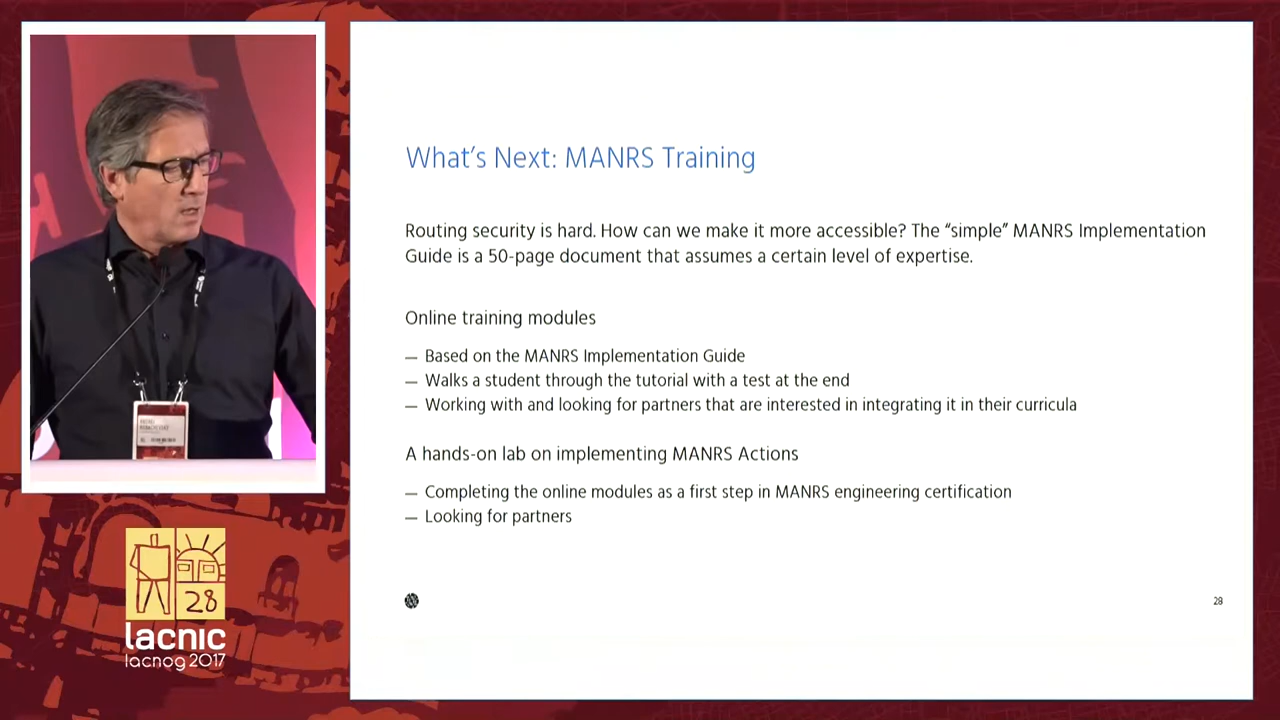 What's Next: MANRS Training
Routing security is hard. How can we make it more accessible? The “simple” MANRS Implementation
Guide is a 50-page document that assumes a certain level of expertise.
Online training modules
— Based on the MANRS Implementation Guide
— Walks a student through the tutorial with a test at the end
— Working with and looking for partners that are interested in integrating it in their curricula
A hands-on lab on implementing MANRS Actions
— Completing the online modules as a first step in MANRS engineering certification
— Looking for partners
28
28
lacnic
lacnog 2017